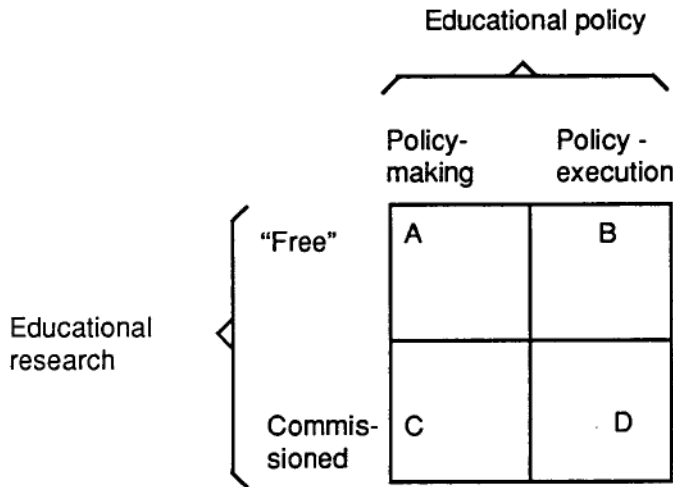 Educational policy
Policy-
making
Policy -
execution
“Free”
A
B
Educational
research
Commis-
sioned
C
D